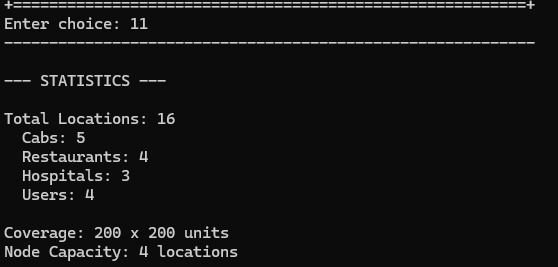 +=========================================================+
Enter choice: 11
-----------------------------------------------------------
--- STATISTICS ---
Total Locations: 16
Cabs: 5
Restaurants: 4
Hospitals: 3
Users: 4
Coverage: 200 x 200 units
Node Capacity: 4 locations